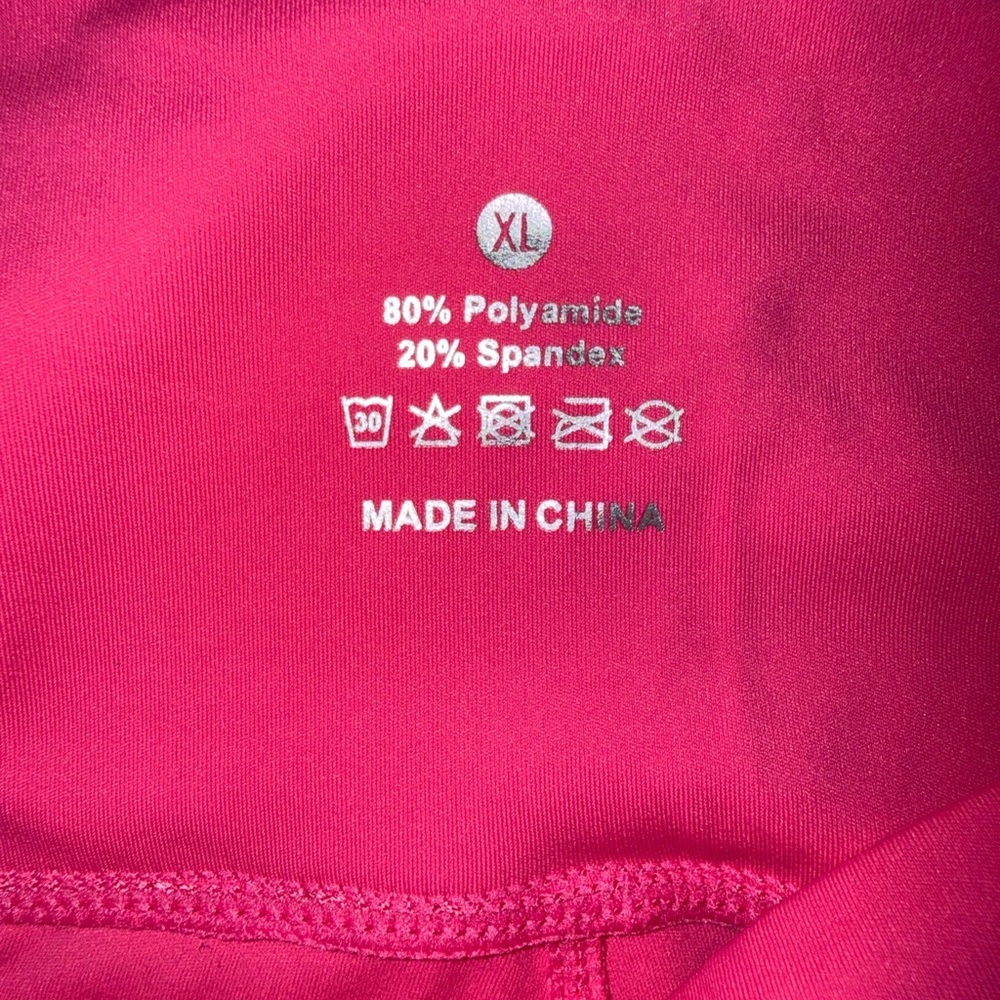 XL
80% Polyamide
20% Spandex
30
MADE IN CHINA